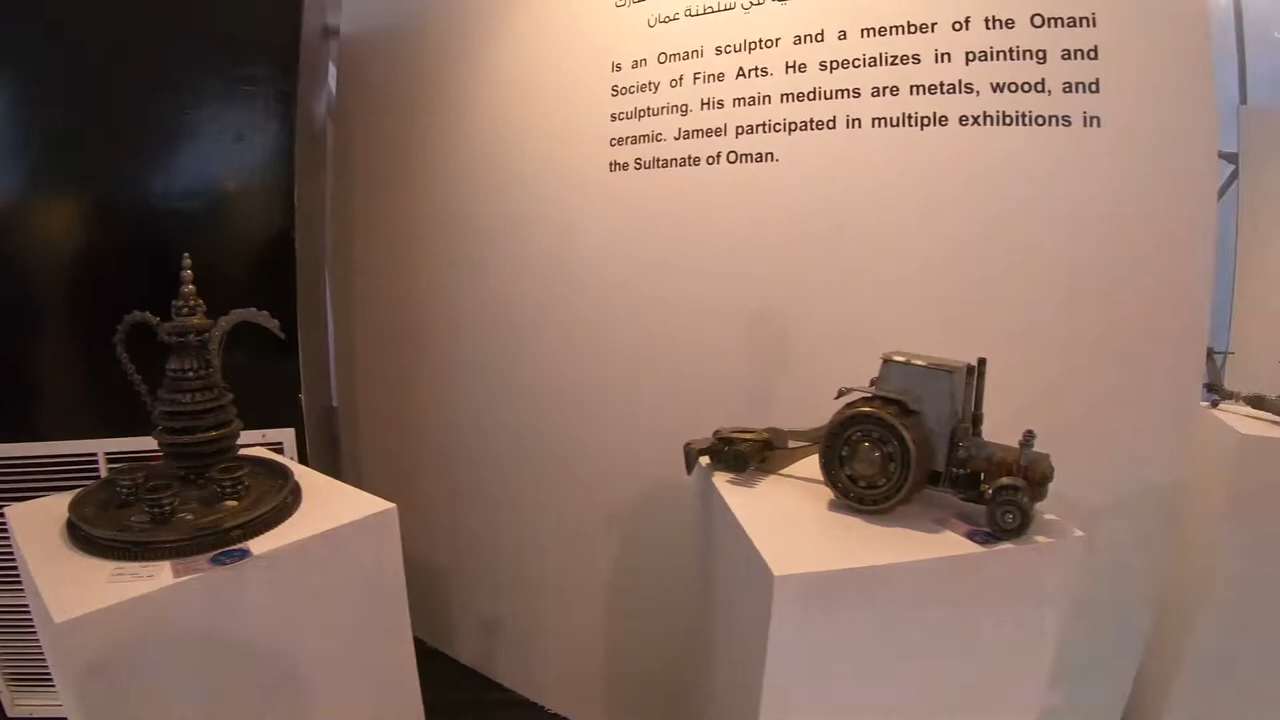 في سلطنة عمان
Is an Omani sculptor and a member of the Omani
Society of Fine Arts. He specializes in painting and
sculpturing. His main mediums are metals, wood, and
ceramic. Jameel participated in multiple exhibitions in
the Sultanate of Oman.